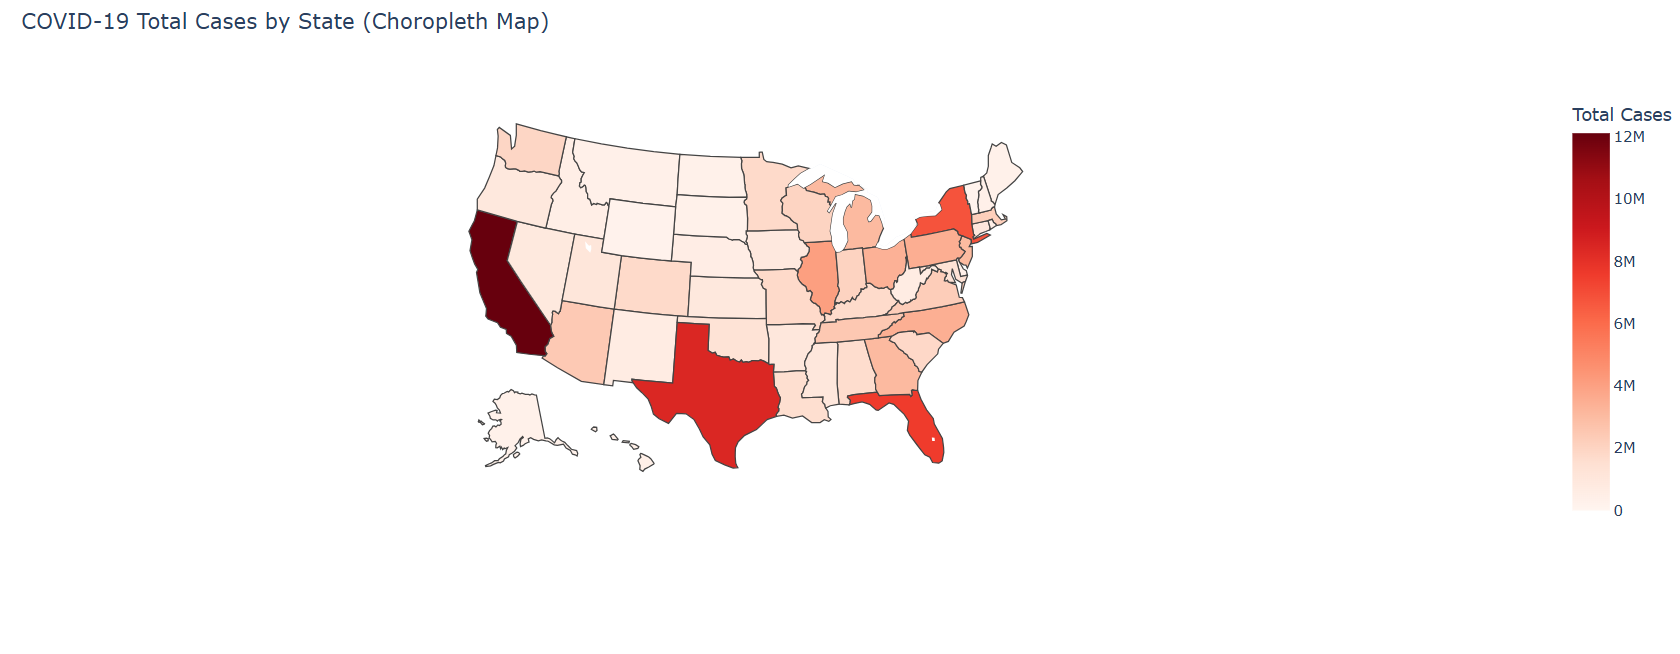 COVID-19 Total Cases by State (Choropleth Map)
Total Cases
12M
10M
8M
6M
4M
2M
0